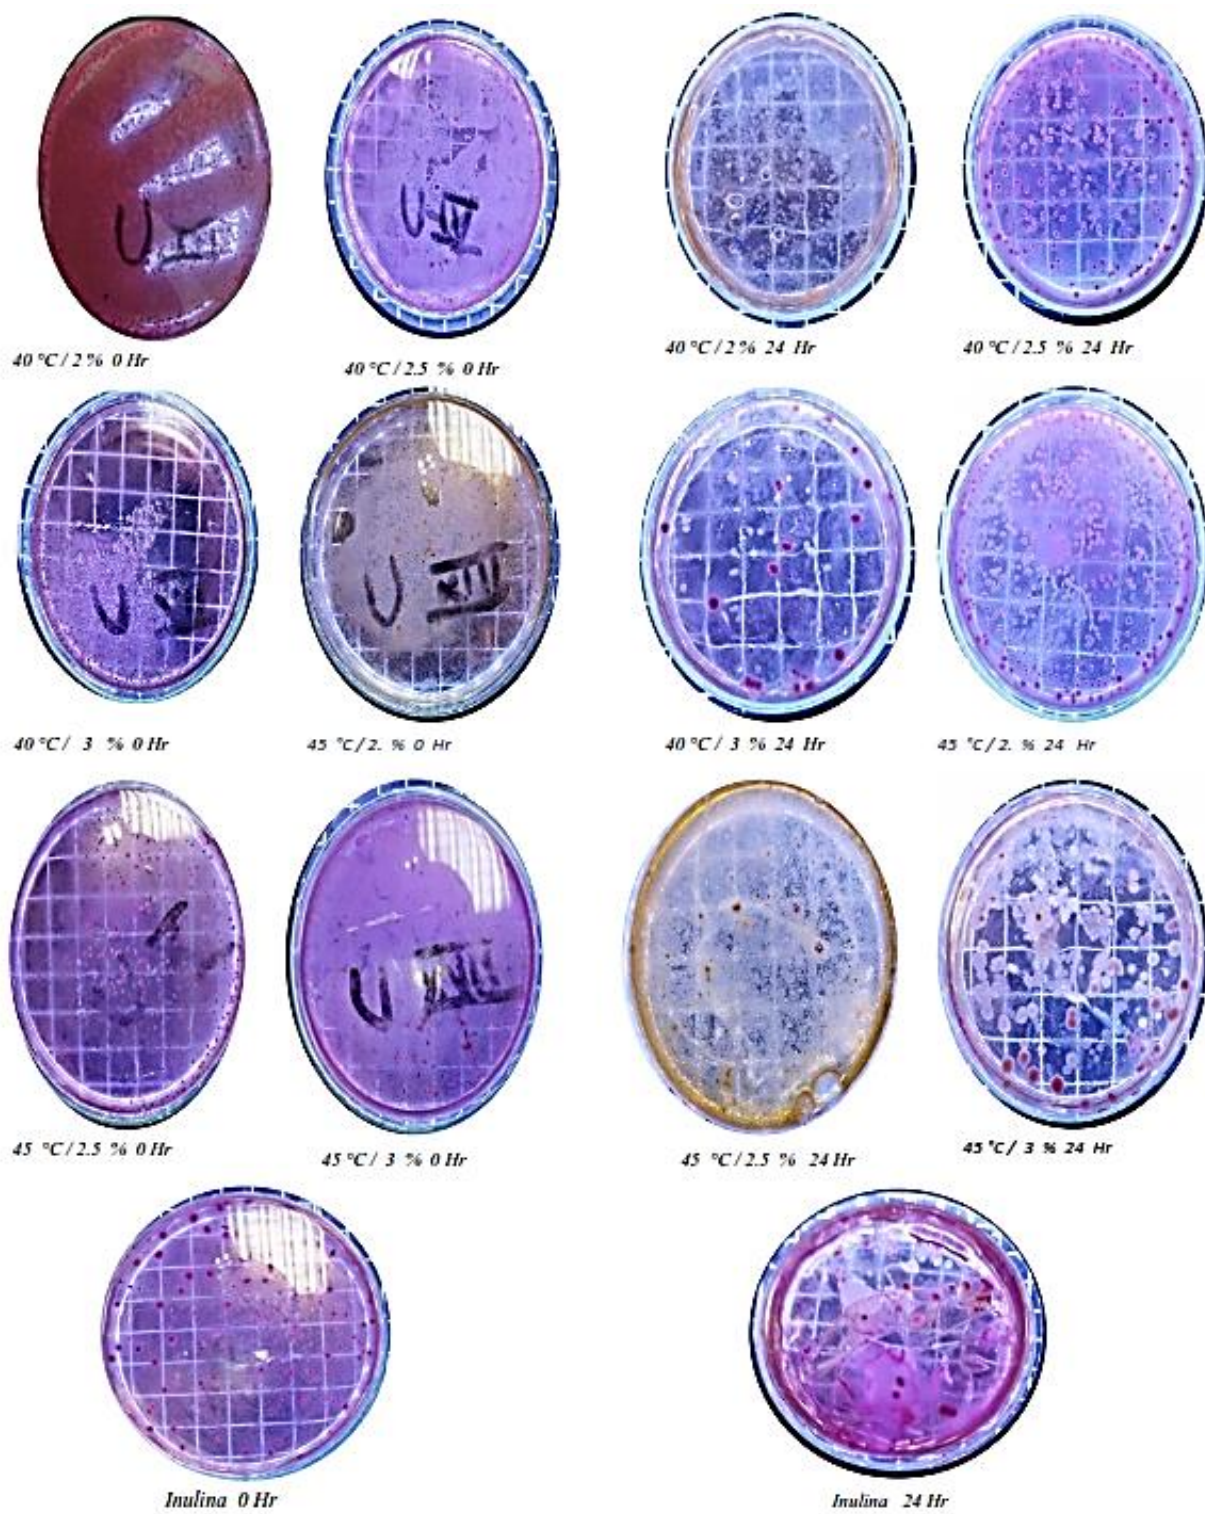 U I
U VI
40 °C / 2 % 0 Hr
40 °C / 2.5 % 0 Hr
40 °C / 2 % 24 Hr
40 °C / 2.5 % 24 Hr
U
U
40 °C / 3 % 0 Hr
45 °C/2. % 0 Hr
40 °C / 3 % 24 Hr
45 °C/2. % 24 Hr
U
45 °C / 2.5 % 0 Hr
45 °C / 3 % 0 Hr
45 °C / 2.5 % 24 Hr
45 °C / 3 % 24 Hr
Inulina 0 Hr
Inulina 24 Hr